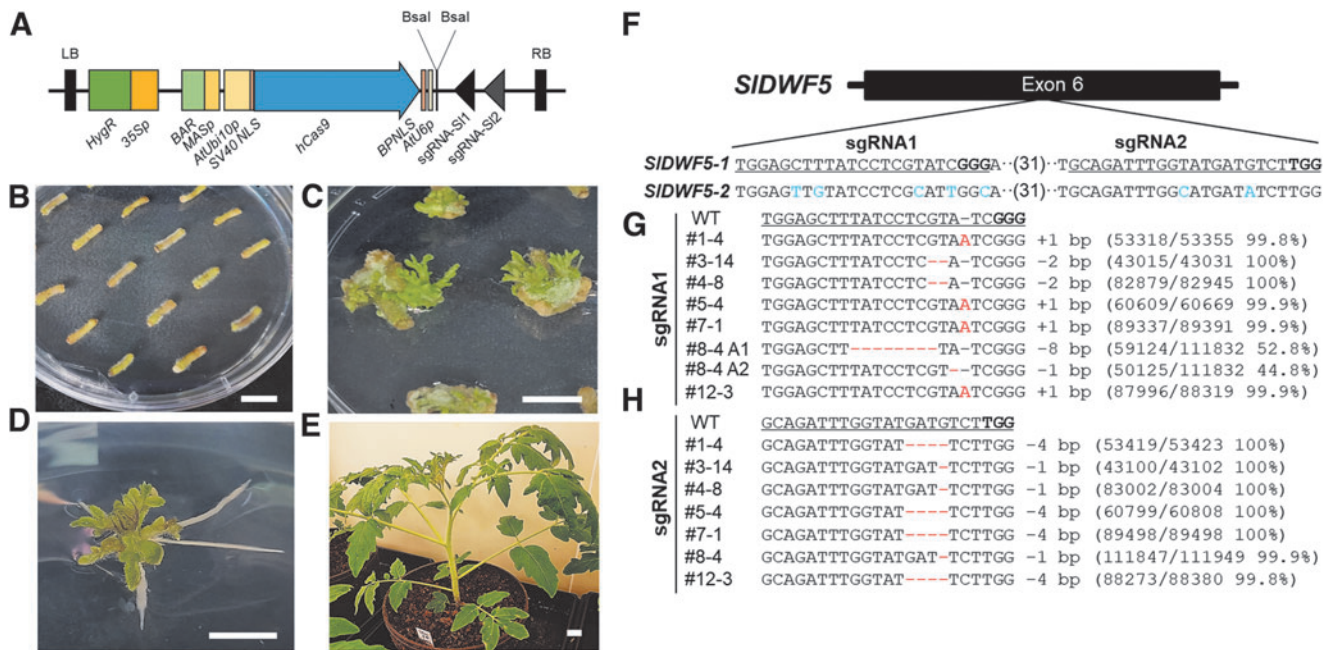 A
BsaI BsaI
LB
RB
HygR
35Sp
BAR
MASp
AtUbi10p
SV40 NLS
hCas9
BPNLS
AtU6p
sgRNA-Sl1
sgRNA-Sl2
B
C
D
E
F
SlDWF5
Exon 6
sgRNA1 sgRNA2
SlDWF5-1 TGGAGCTTTATCCTCGTATCGGGA··(31)··TGCAGATTTGGTATGATGTCTTGG
SlDWF5-2 TGGAGTTGTATCCTCGCATTGGCA··(31)··TGCAGATTTGGCATGATATCTTGG
G
sgRNA1
WT TGGAGCTTTATCCTCGTA-TCGGG
#1-4 TGGAGCTTTATCCTCGTAATCGGG +1 bp (53318/53355 99.8%)
#3-14 TGGAGCTTTATCCTC--A-TCGGG -2 bp (43015/43031 100%)
#4-8 TGGAGCTTTATCCTC--A-TCGGG -2 bp (82879/82945 100%)
#5-4 TGGAGCTTTATCCTCGTAATCGGG +1 bp (60609/60669 99.9%)
#7-1 TGGAGCTTTATCCTCGTAATCGGG +1 bp (89337/89391 99.9%)
#8-4 A1 TGGAGCTT--------TA-TCGGG -8 bp (59124/111832 52.8%)
#8-4 A2 TGGAGCTTTATCCTCGT--TCGGG -1 bp (50125/111832 44.8%)
#12-3 TGGAGCTTTATCCTCGTAATCGGG +1 bp (87996/88319 99.9%)
H
sgRNA2
WT GCAGATTTGGTATGATGTCTTGG
#1-4 GCAGATTTGGTAT----TCTTGG -4 bp (53419/53423 100%)
#3-14 GCAGATTTGGTATGAT-TCTTGG -1 bp (43100/43102 100%)
#4-8 GCAGATTTGGTATGAT-TCTTGG -1 bp (83002/83004 100%)
#5-4 GCAGATTTGGTAT----TCTTGG -4 bp (60799/60808 100%)
#7-1 GCAGATTTGGTAT----TCTTGG -4 bp (89498/89498 100%)
#8-4 GCAGATTTGGTATGAT-TCTTGG -1 bp (111847/111949 99.9%)
#12-3 GCAGATTTGGTAT----TCTTGG -4 bp (88273/88380 99.8%)